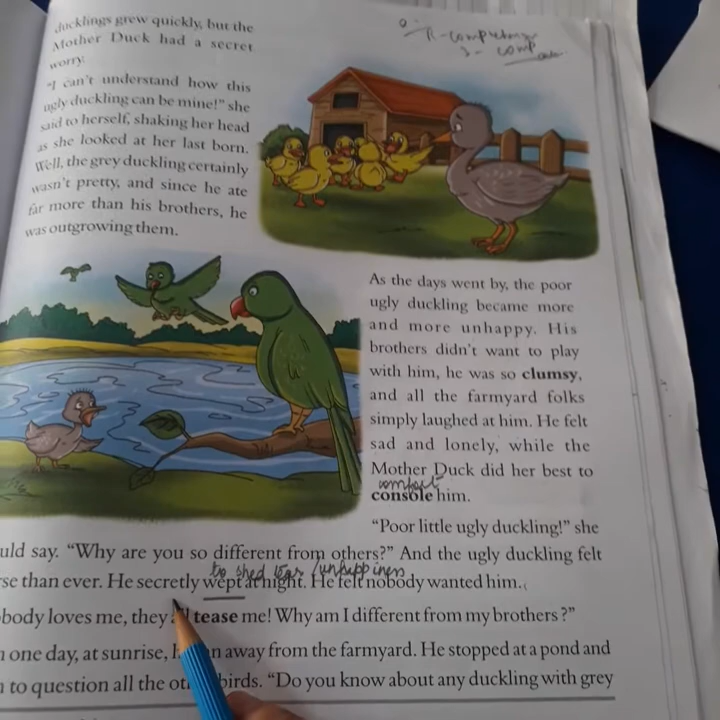 ducklings grew quickly, but the
Mother Duck had a secret
worry.
"I can't understand how this
ugly duckling can be mine!" she
said to herself, shaking her head
as she looked at her last born.
Well, the grey duckling certainly
wasn't pretty, and since he ate
far more than his brothers, he
was outgrowing them.
As the days went by, the poor
ugly duckling became more
and more unhappy. His
brothers didn't want to play
with him, he was so clumsy,
and all the farmyard folks
simply laughed at him. He felt
sad and lonely, while the
Mother Duck did her best to
comfort
console him.
"Poor little ugly duckling!" she
uld say. "Why are you so different from others?" And the ugly duckling felt
to shed tear / unhappiness
rse than ever. He secretly wept at night. He felt nobody wanted him.
obody loves me, they all tease me! Why am I different from my brothers?"
n one day, at sunrise, away from the farmyard. He stopped at a pond and
n to question all the birds. "Do you know about any duckling with grey